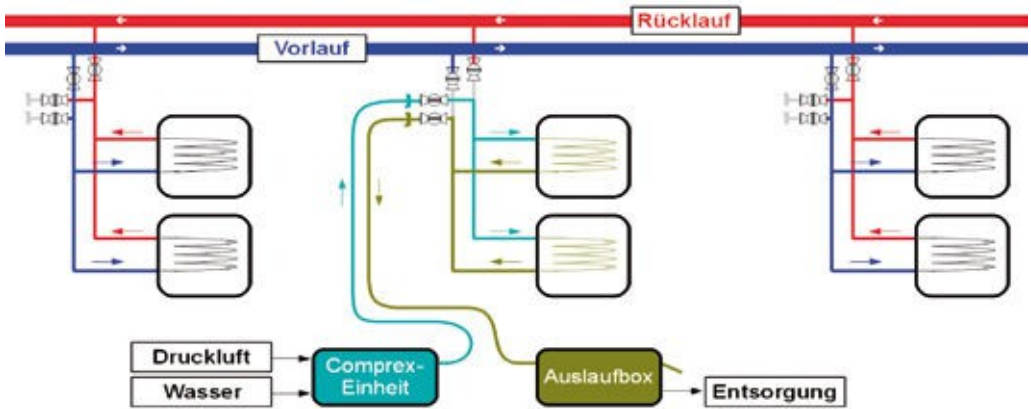 Rücklauf
Vorlauf
Druckluft
Wasser
Comprex-
Einheit
Auslaufbox
Entsorgung